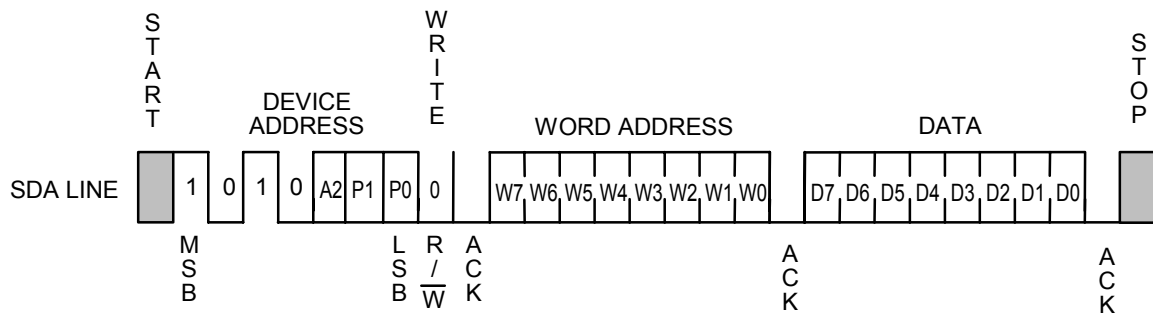 START
WRITE
STOP
DEVICE
ADDRESS
WORD ADDRESS
DATA
SDA LINE
1 0 1 0 A2 P1 P0 0 W7 W6 W5 W4 W3 W2 W1 W0 D7 D6 D5 D4 D3 D2 D1 D0
MSB
LSB
R/W̅
ACK
ACK
ACK